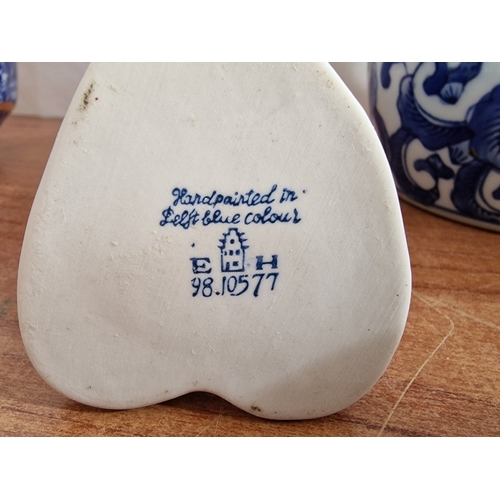 Handpainted in
Delft blue colour
E H
98.10577